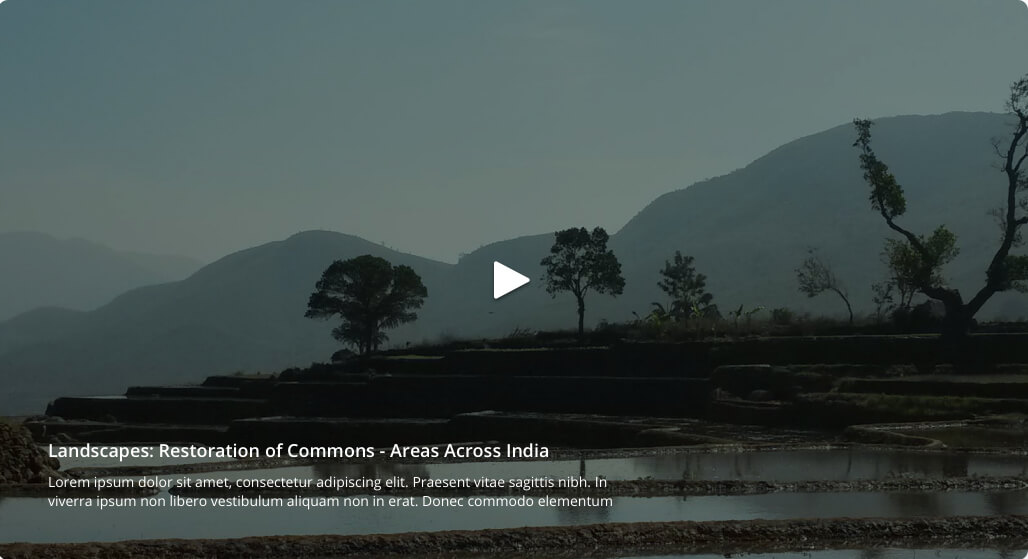 Landscapes: Restoration of Commons - Areas Across India
Lorem ipsum dolor sit amet, consectetur adipiscing elit. Praesent vitae sagittis nibh. In
viverra ipsum non libero vestibulum aliquam non in erat. Donec commodo elementum